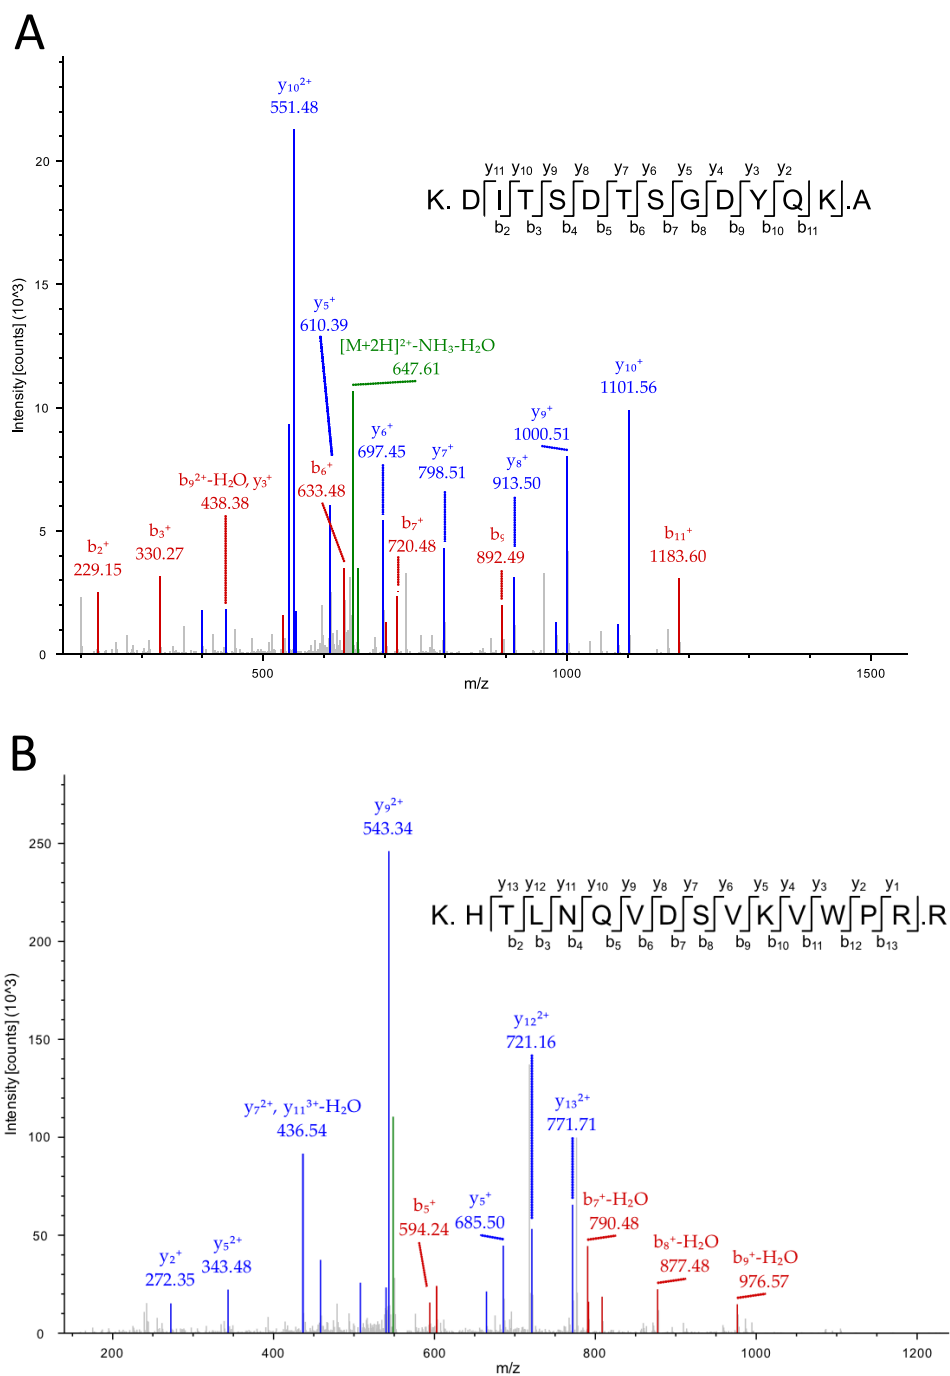 A
y₁₀²⁺
551.48
20
15
10
5
0
Intensity [counts] (10^3)
y₁₁ y₁₀ y₉ y₈ y₇ y₆ y₅ y₄ y₃ y₂
K. D I T S D T S G D Y Q K .A
b₂ b₃ b₄ b₅ b₆ b₇ b₈ b₉ b₁₀ b₁₁
y₅⁺
610.39
[M+2H]²⁺-NH₃-H₂O
647.61
y₁₀⁺
1101.56
y₉⁺
1000.51
y₆⁺
697.45
y₇⁺
798.51
y₈⁺
913.50
b₉²⁺-H₂O, y₃⁺
438.38
b₆⁺
633.48
b₇⁺
720.48
b₉
892.49
b₁₁⁺
1183.60
b₃⁺
330.27
b₂⁺
229.15
500 1000 1500
m/z
B
y₉²⁺
543.34
250
200
150
100
50
0
Intensity [counts] (10^3)
y₁₃ y₁₂ y₁₁ y₁₀ y₉ y₈ y₇ y₆ y₅ y₄ y₃ y₂ y₁
K. H T L N Q V D S V K V W P R .R
b₂ b₃ b₄ b₅ b₆ b₇ b₈ b₉ b₁₀ b₁₁ b₁₂ b₁₃
y₁₂²⁺
721.16
y₇²⁺, y₁₁³⁺-H₂O
436.54
y₁₃²⁺
771.71
b₅⁺
594.24
y₅⁺
685.50
b₇⁺-H₂O
790.48
b₈⁺-H₂O
877.48
b₉⁺-H₂O
976.57
y₅²⁺
343.48
y₂⁺
272.35
200 400 600 800 1000 1200
m/z